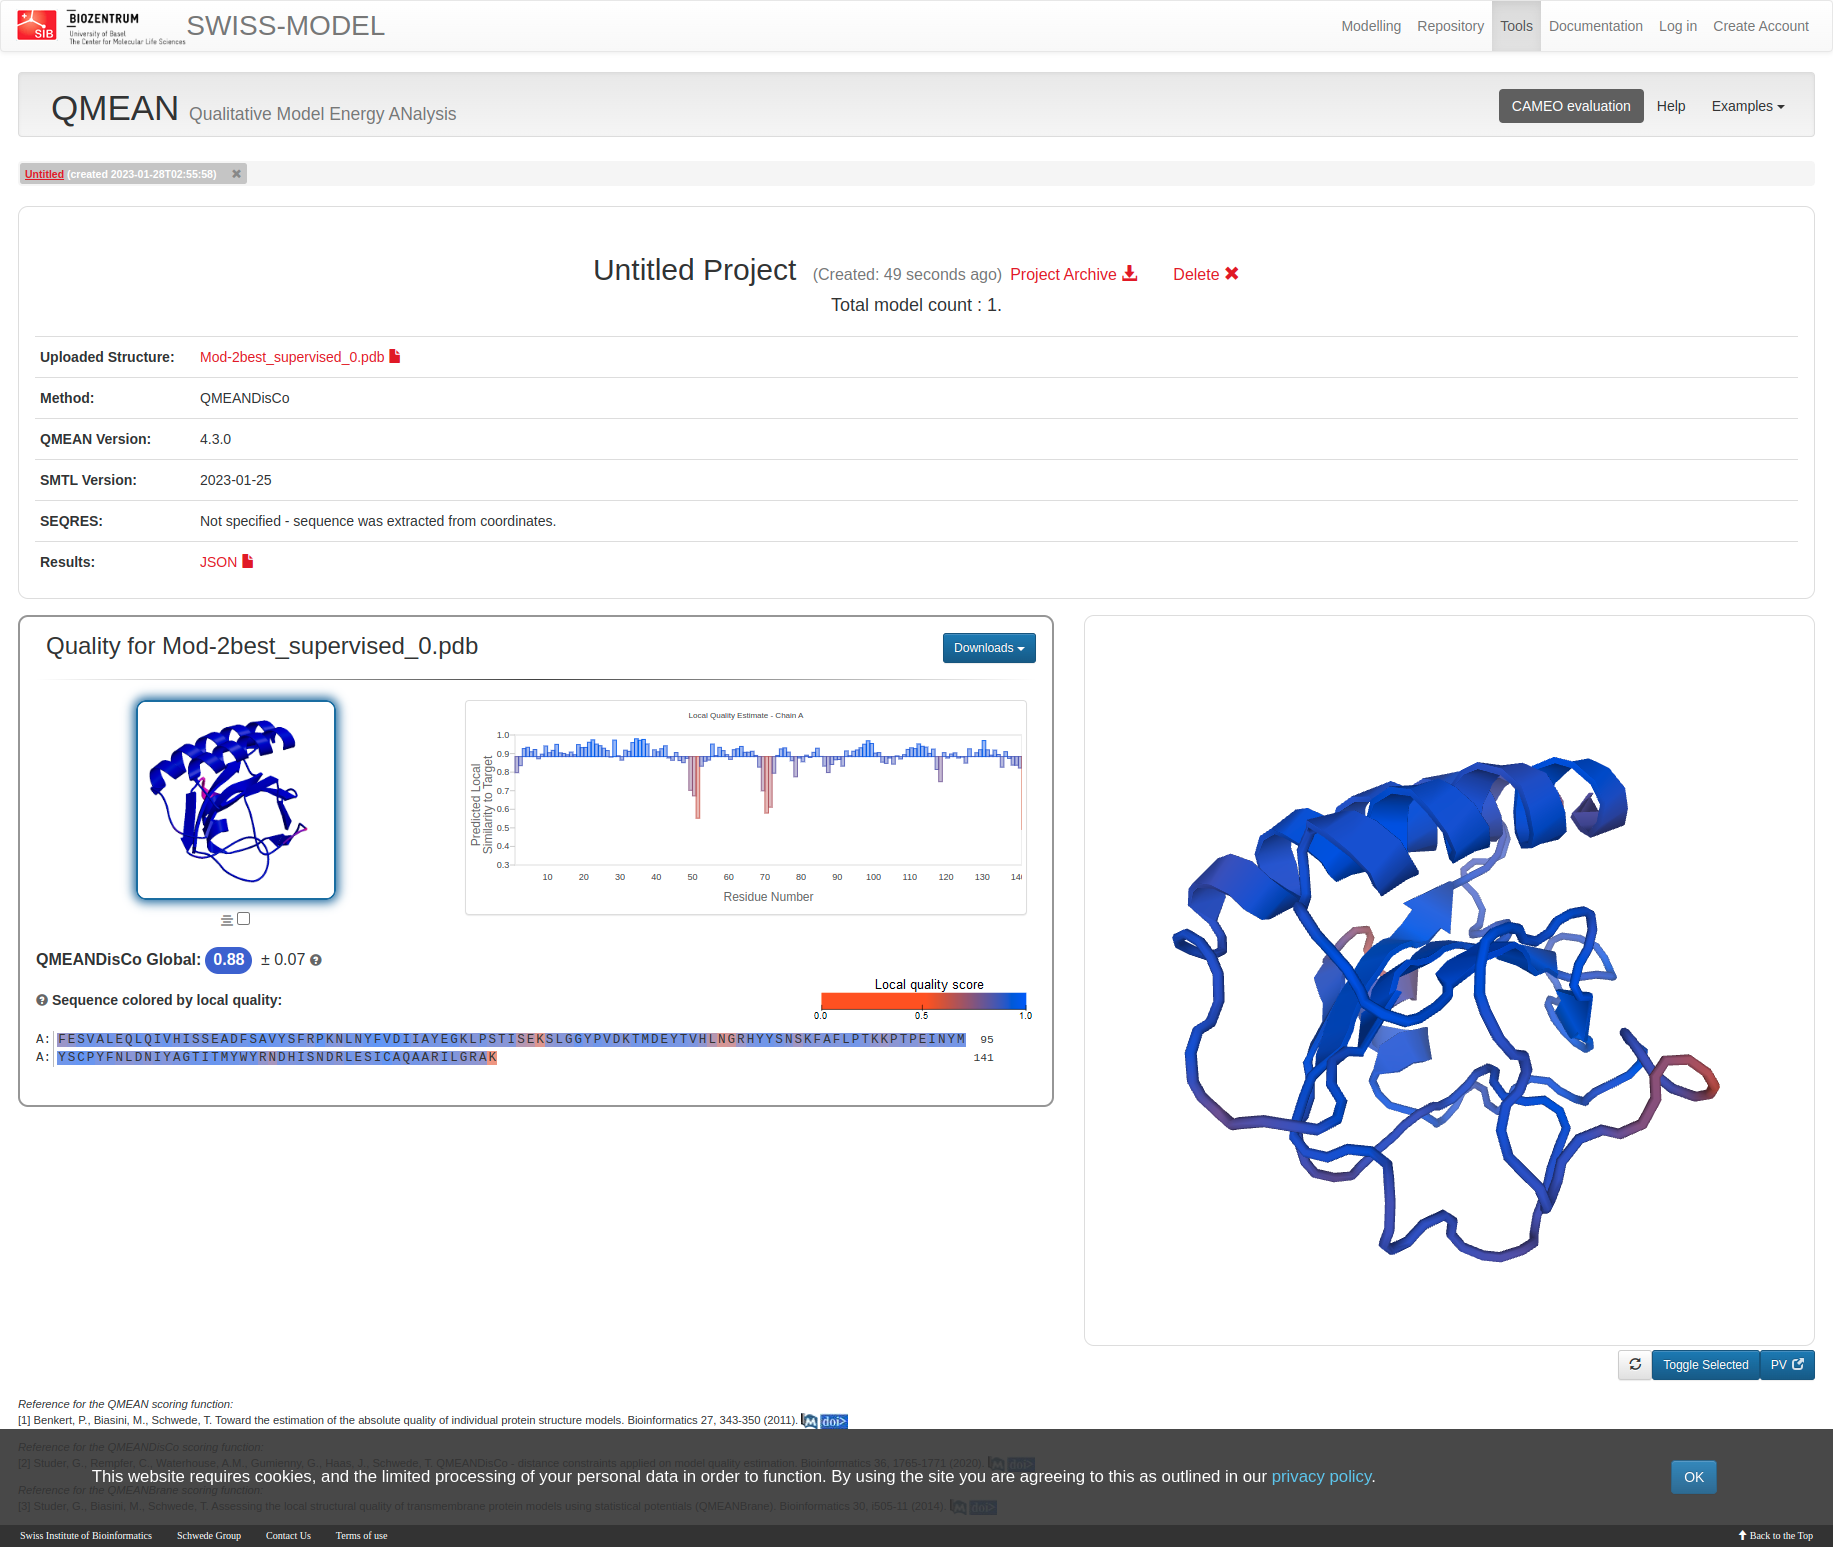 SIB
BIOZENTRUM
University of Basel
The Center for Molecular Life Sciences
SWISS-MODEL
Modelling Repository Tools Documentation Log in Create Account
QMEAN Qualitative Model Energy ANalysis
CAMEO evaluation Help Examples
Untitled (created 2023-01-28T02:55:58)
Untitled Project (Created: 49 seconds ago) Project Archive Delete
Total model count : 1.
Uploaded Structure: Mod-2best_supervised_0.pdb
Method: QMEANDisCo
QMEAN Version: 4.3.0
SMTL Version: 2023-01-25
SEQRES: Not specified - sequence was extracted from coordinates.
Results: JSON
Quality for Mod-2best_supervised_0.pdb
Downloads
Local Quality Estimate - Chain A
Predicted Local
Similarity to Target
1.0
0.9
0.8
0.7
0.6
0.5
0.4
0.3
10 20 30 40 50 60 70 80 90 100 110 120 130 140
Residue Number
QMEANDisCo Global: 0.88 ± 0.07
Sequence colored by local quality:
Local quality score
0.0 0.5 1.0
A: FESVALEQLQIVHISSEADFSAVYSFRPKNLNYFVDIIAYEGKLPSTISEKSLGGYPVDKTMDEYTVHLNGRHYYSNSKFAFLPTKKPTPEINYM 95
A: YSCPYFNLDNIYAGTITMYWYRNDHISNDRLESICAQAARILGRAK 141
Toggle Selected PV
Reference for the QMEAN scoring function:
[1] Benkert, P., Biasini, M., Schwede, T. Toward the estimation of the absolute quality of individual protein structure models. Bioinformatics 27, 343-350 (2011). M doi>
Reference for the QMEANDisCo scoring function:
[2] Studer, G., Rempfer, C., Waterhouse, A.M., Gumienny, G., Haas, J., Schwede, T. QMEANDisCo - distance constraints applied on model quality estimation. Bioinformatics 36, 1765-1771 (2020). M doi>
This website requires cookies, and the limited processing of your personal data in order to function. By using the site you are agreeing to this as outlined in our privacy policy.
OK
Reference for the QMEANBrane scoring function:
[3] Studer, G., Biasini, M., Schwede, T. Assessing the local structural quality of transmembrane protein models using statistical potentials (QMEANBrane). Bioinformatics 30, i505-11 (2014). M doi>
Swiss Institute of Bioinformatics Schwede Group Contact Us Terms of use Back to the Top